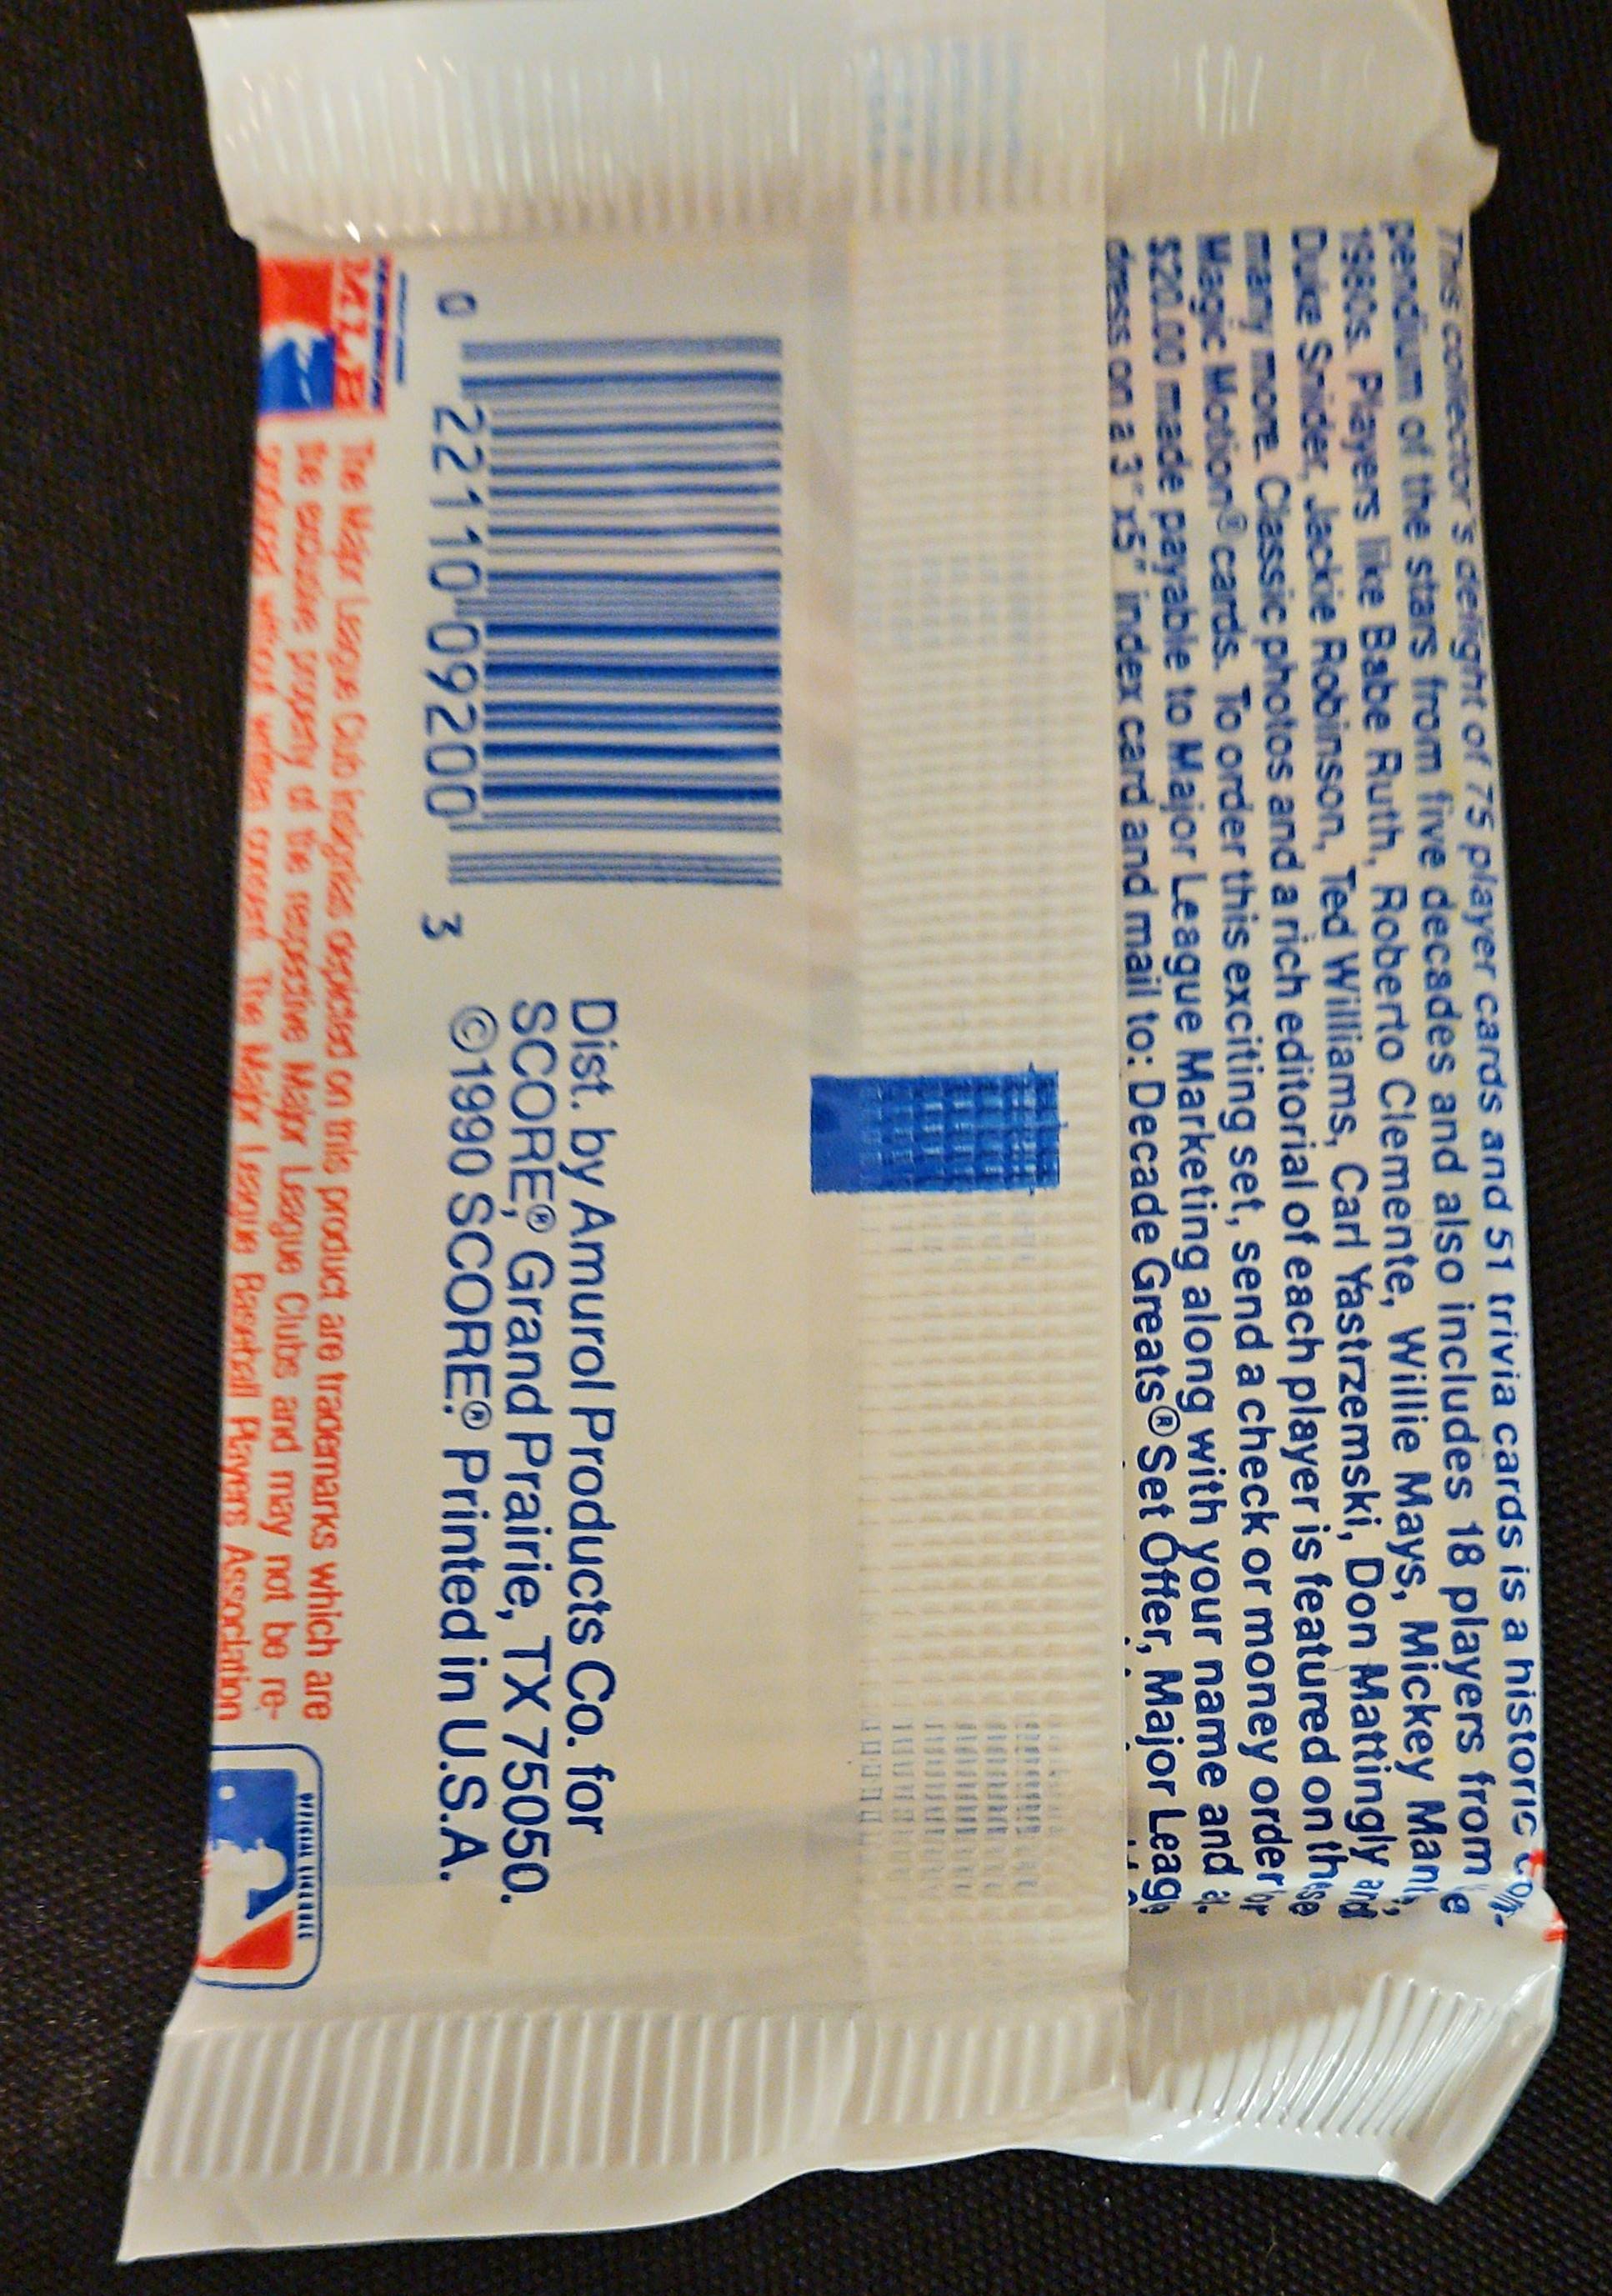 This collector's delight of 75 player cards and 51 trivia cards is a historic com-
pendium of the stars from five decades and also includes 18 players from
1980s. Players like Babe Ruth, Roberto Clemente, Willie Mays, Mickey
Duke Snider, Jackie Robinson, Ted Williams, Carl Yastrzemski, Don Mattingly and
many more. Classic photos and a rich editorial of each player is featured on these
Magic Motion® cards. To order this exciting set, send a check or money order
$20.00 made payable to Major League Marketing along with your name and
dress on a 3" x5" index card and mail to: Decade Greats® Set Offer, Major
0 22110 09200 3
Dist. by Amurol Products Co. for
SCORE®, Grand Prairie, TX 75050.
©1990 SCORE®. Printed in U.S.A.
The Major League Club insignias depicted on this product are trademarks which are
the exclusive property of the respective Major League Clubs and may not be re-
produced without written consent. The Major League Baseball Players Association
MLB
OFFICIAL LICENSEE